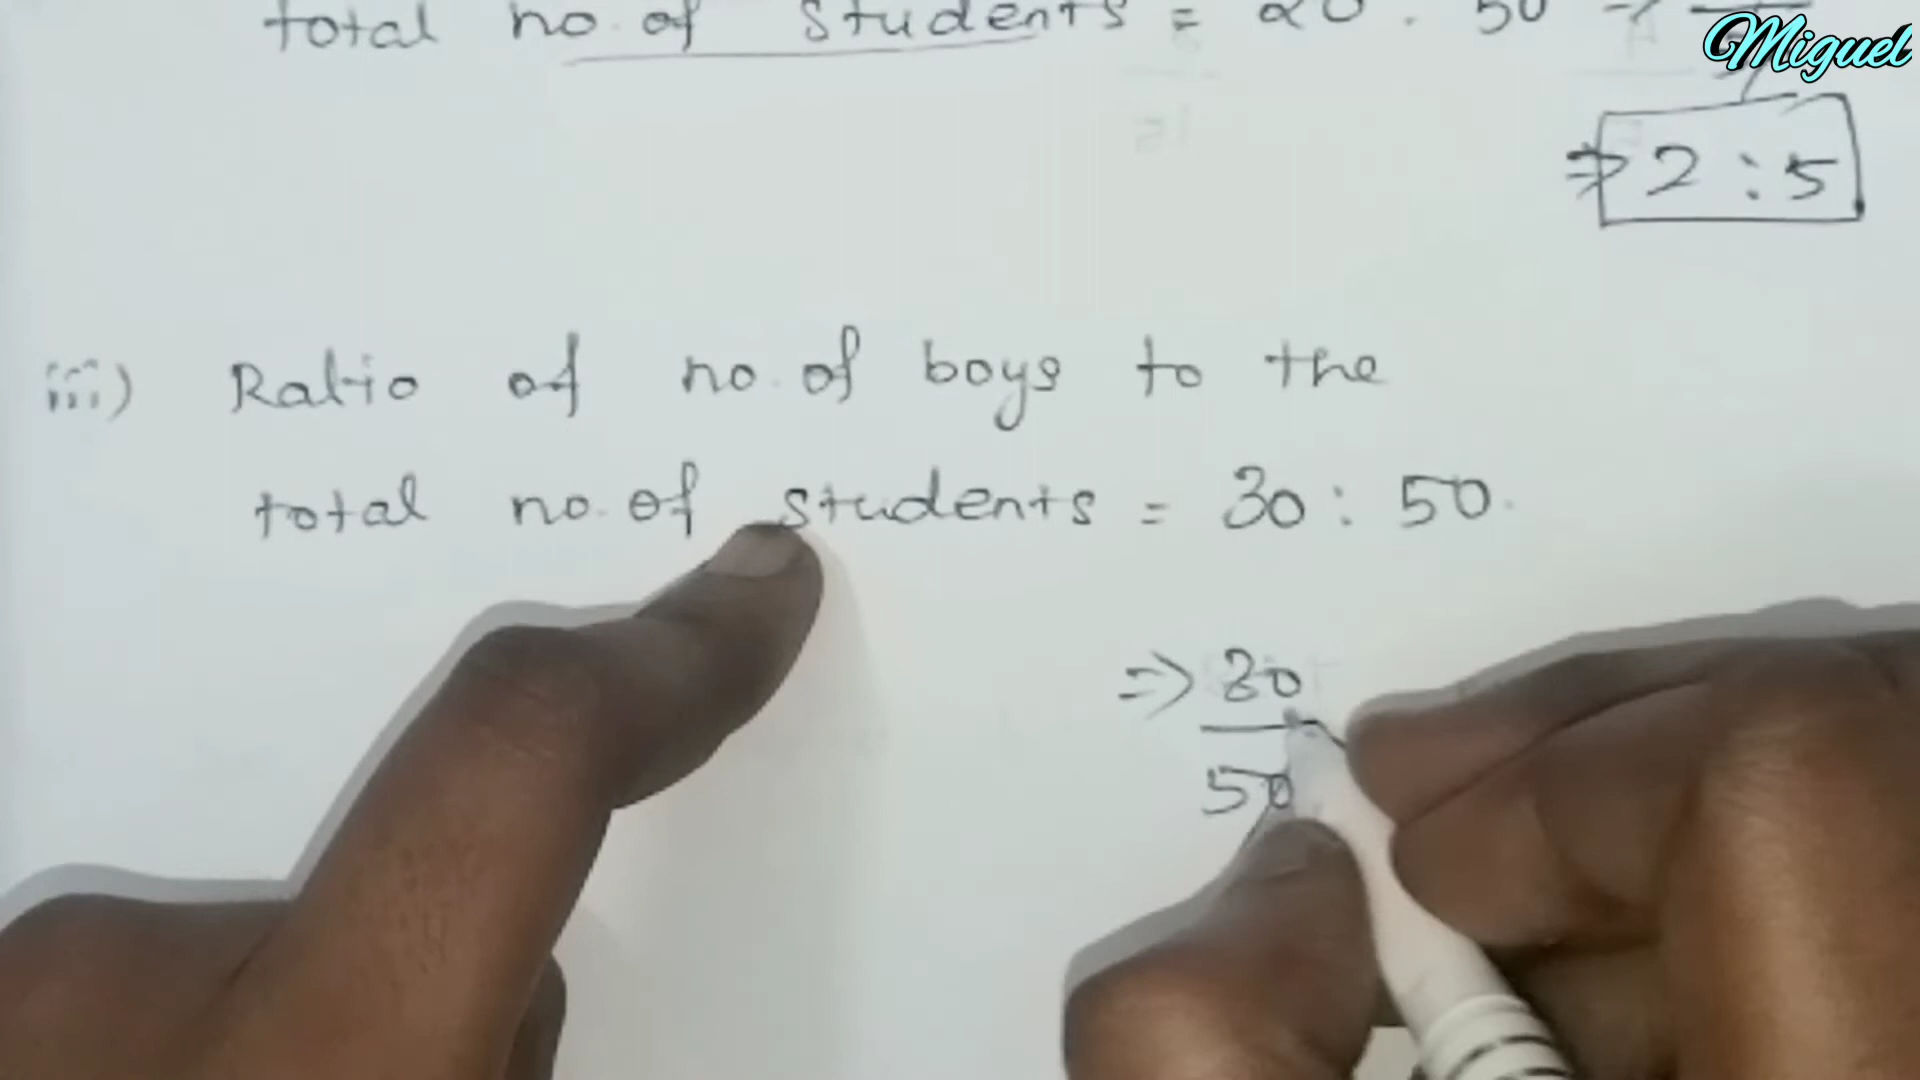 total no. of students = 20 : 50 =>
Miguel
=> 2 : 5
iii) Ratio of no. of boys to the
total no. of students = 30 : 50.
=> 30
50